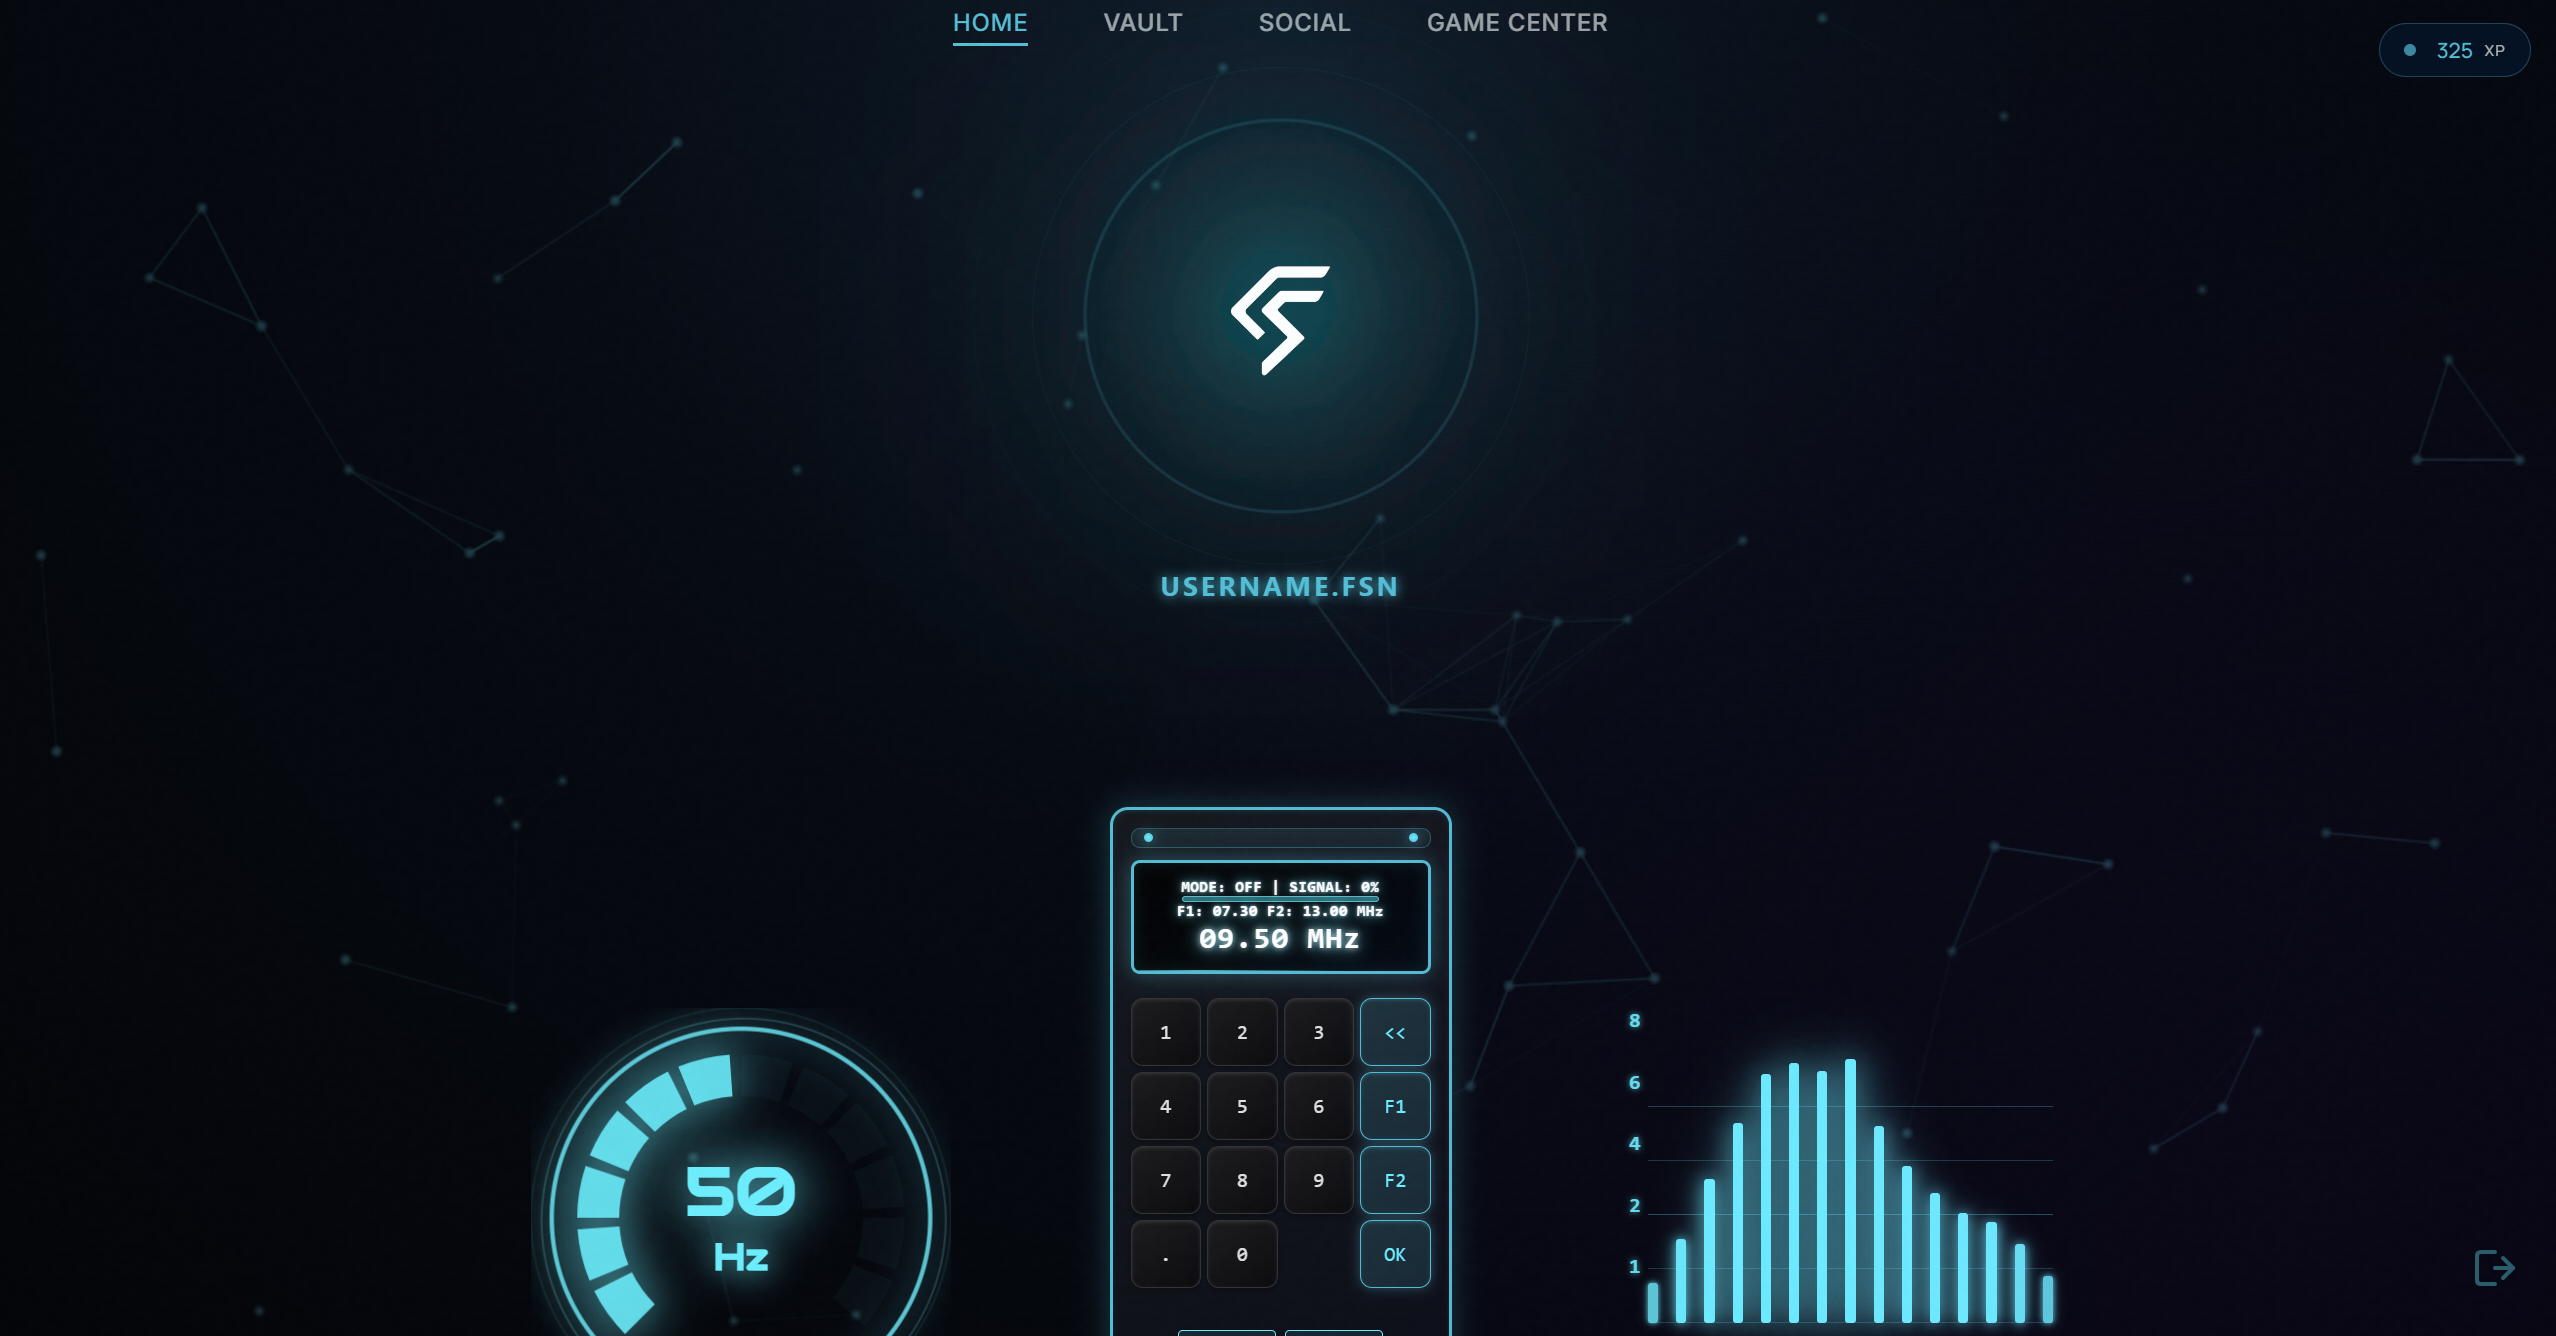 HOME VAULT SOCIAL GAME CENTER
325 XP
USERNAME.FSN
MODE: OFF | SIGNAL: 0%
F1: 07.30 F2: 13.00 MHz
09.50 MHz
1 2 3 <<
4 5 6 F1
7 8 9 F2
. 0 OK
50
Hz
8
6
4
2
1